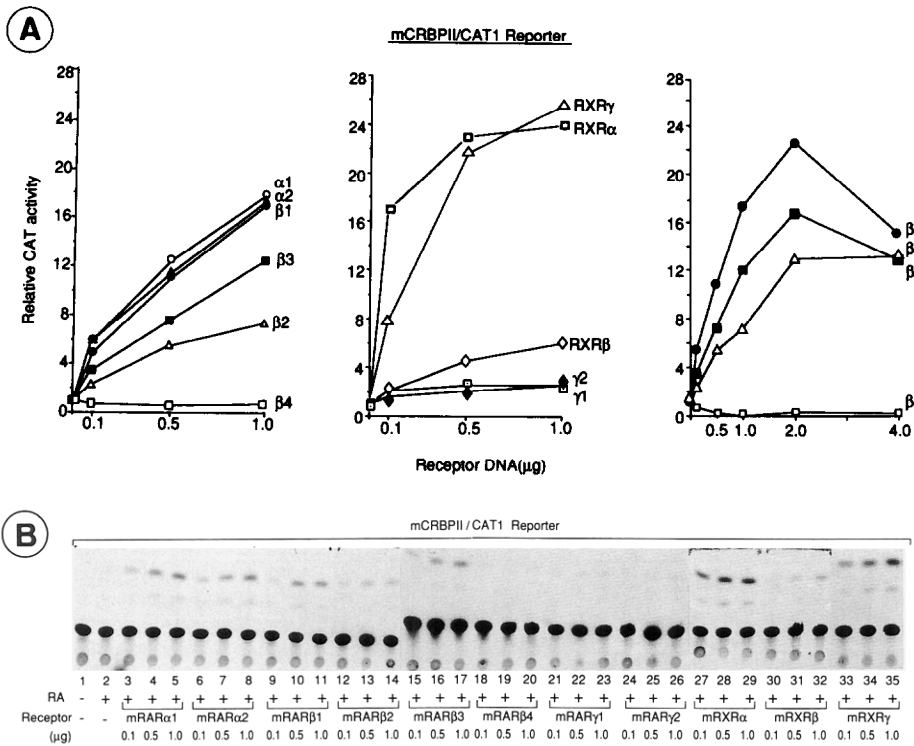 A
mCRBPII/CAT1 Reporter
Relative CAT activity
28
24
20
16
12
8
4
0
0.1 0.5 1.0
α1
α2
β1
β3
β2
β4
28
24
20
16
12
8
4
0
0.1 0.5 1.0
RXRγ
RXRα
RXRβ
γ2
γ1
28
24
20
16
12
8
4
0
0.5 1.0 2.0 4.0
β
β
β
β
Receptor DNA(µg)
B
mCRBPII / CAT1 Reporter
1 2 3 4 5 6 7 8 9 10 11 12 13 14 15 16 17 18 19 20 21 22 23 24 25 26 27 28 29 30 31 32 33 34 35
RA - + + + + + + + + + + + + + + + + + + + + + + + + + + + + + + + + + +
Receptor - - mRARα1 mRARα2 mRARβ1 mRARβ2 mRARβ3 mRARβ4 mRARγ1 mRARγ2 mRXRα mRXRβ mRXRγ
(µg) 0.1 0.5 1.0 0.1 0.5 1.0 0.1 0.5 1.0 0.1 0.5 1.0 0.1 0.5 1.0 0.1 0.5 1.0 0.1 0.5 1.0 0.1 0.5 1.0 0.1 0.5 1.0 0.1 0.5 1.0 0.1 0.5 1.0